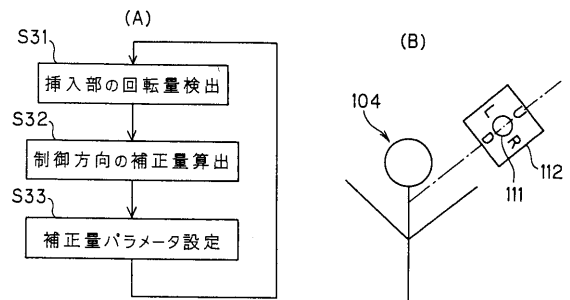 (A)
S31
挿入部の回転量検出
S32
制御方向の補正量算出
S33
補正量パラメータ設定
(B)
104
L U
D R
111
112